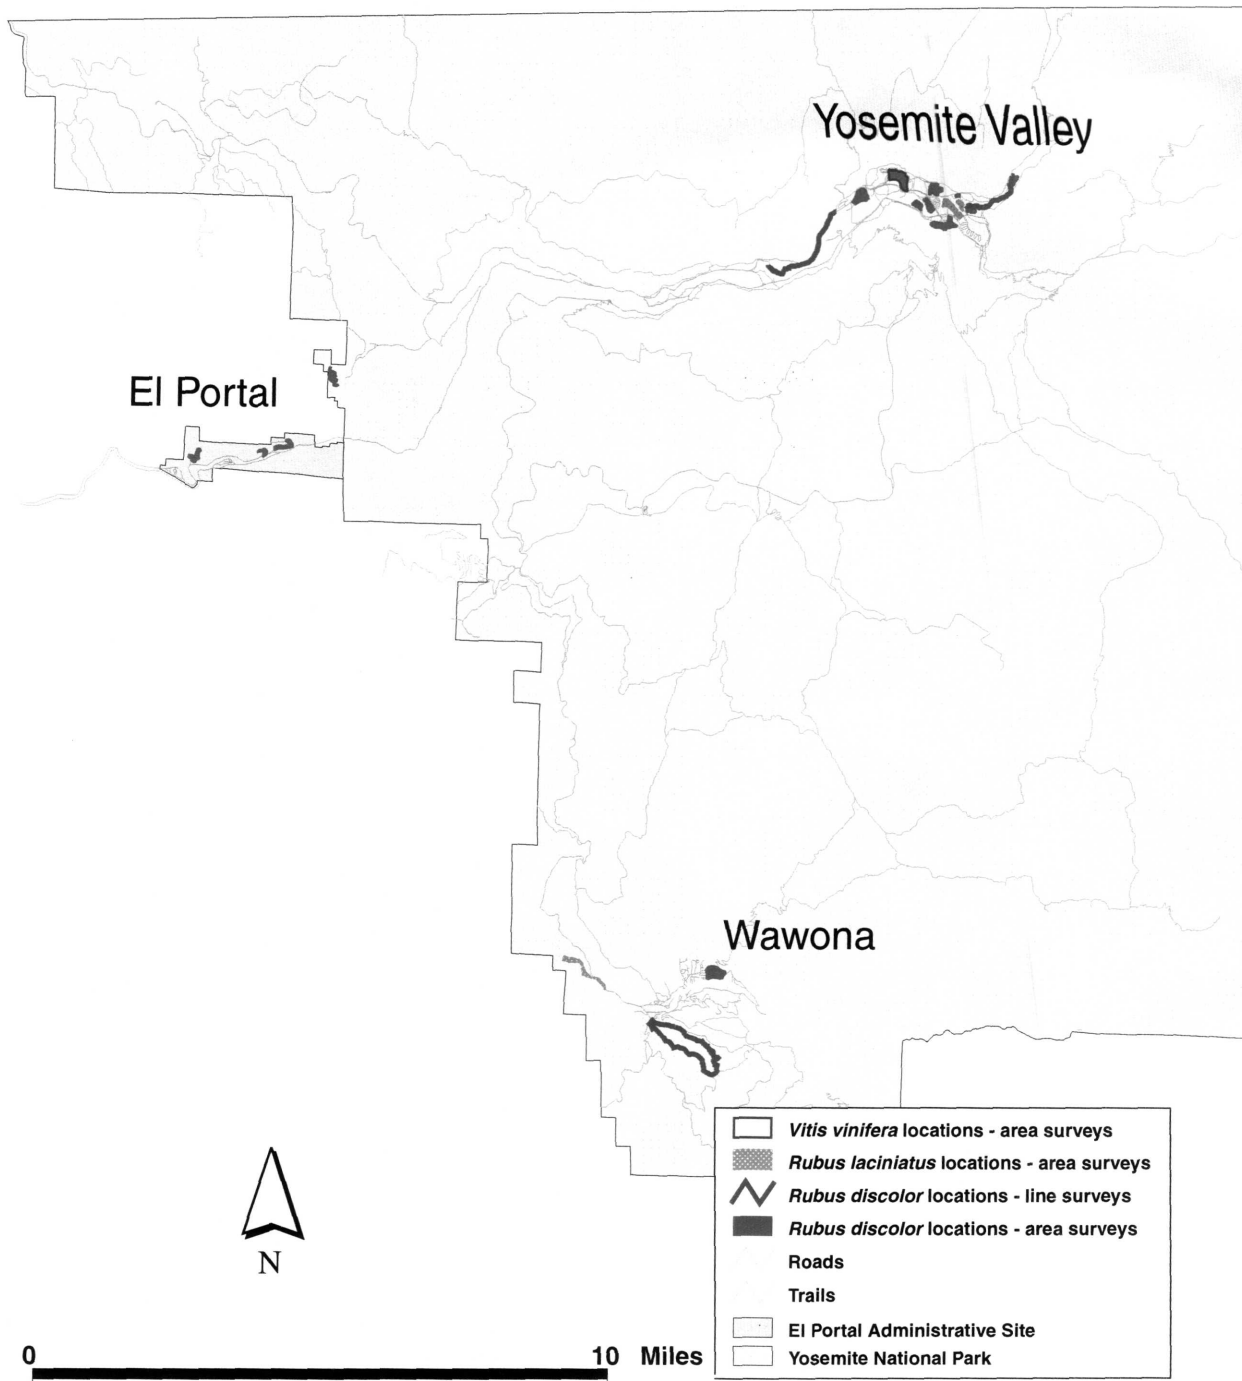 Yosemite Valley
El Portal
Wawona
Vitis vinifera locations - area surveys
Rubus laciniatus locations - area surveys
Rubus discolor locations - line surveys
Rubus discolor locations - area surveys
Roads
Trails
El Portal Administrative Site
Yosemite National Park
N
0 10 Miles